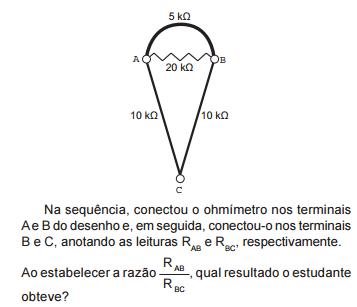 5 kΩ
A
B
20 kΩ
10 kΩ
10 kΩ
C
Na sequência, conectou o ohmímetro nos terminais
A e B do desenho e, em seguida, conectou-o nos terminais
B e C, anotando as leituras R_AB e R_BC, respectivamente.
Ao estabelecer a razão R_AB / R_BC, qual resultado o estudante
obteve?